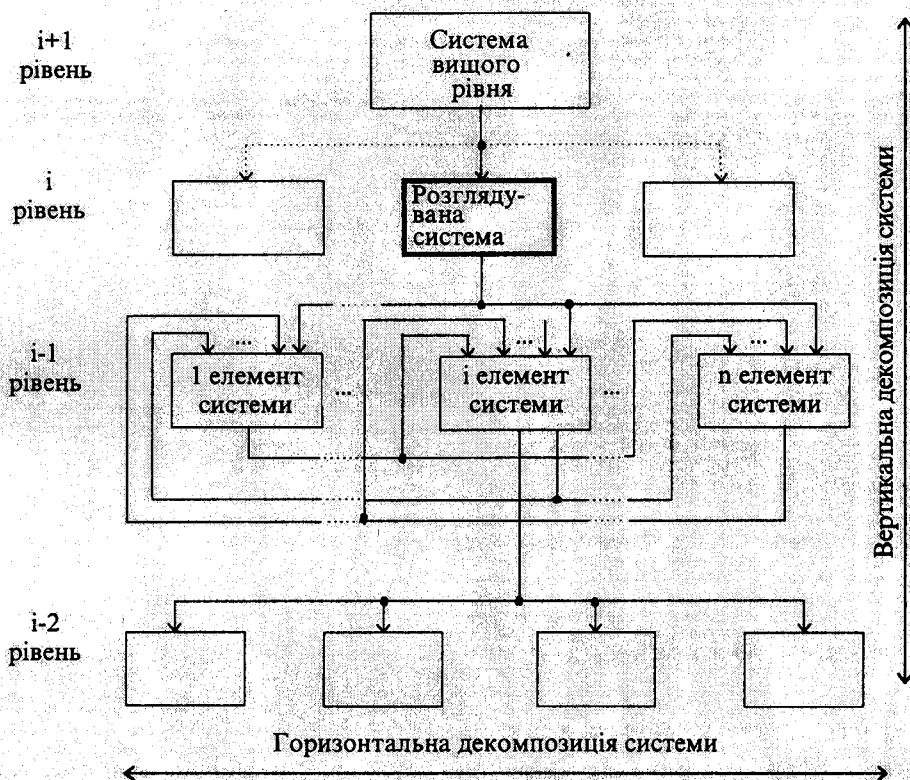 i+1
рівень
Система
вищого
рівня
i
рівень
Розгляду-
вана
система
i-1
рівень
...
...
...
1 елемент
системи
...
i елемент
системи
...
n елемент
системи
i-2
рівень
Горизонтальна декомпозиція системи
Вертикальна декомпозиція системи